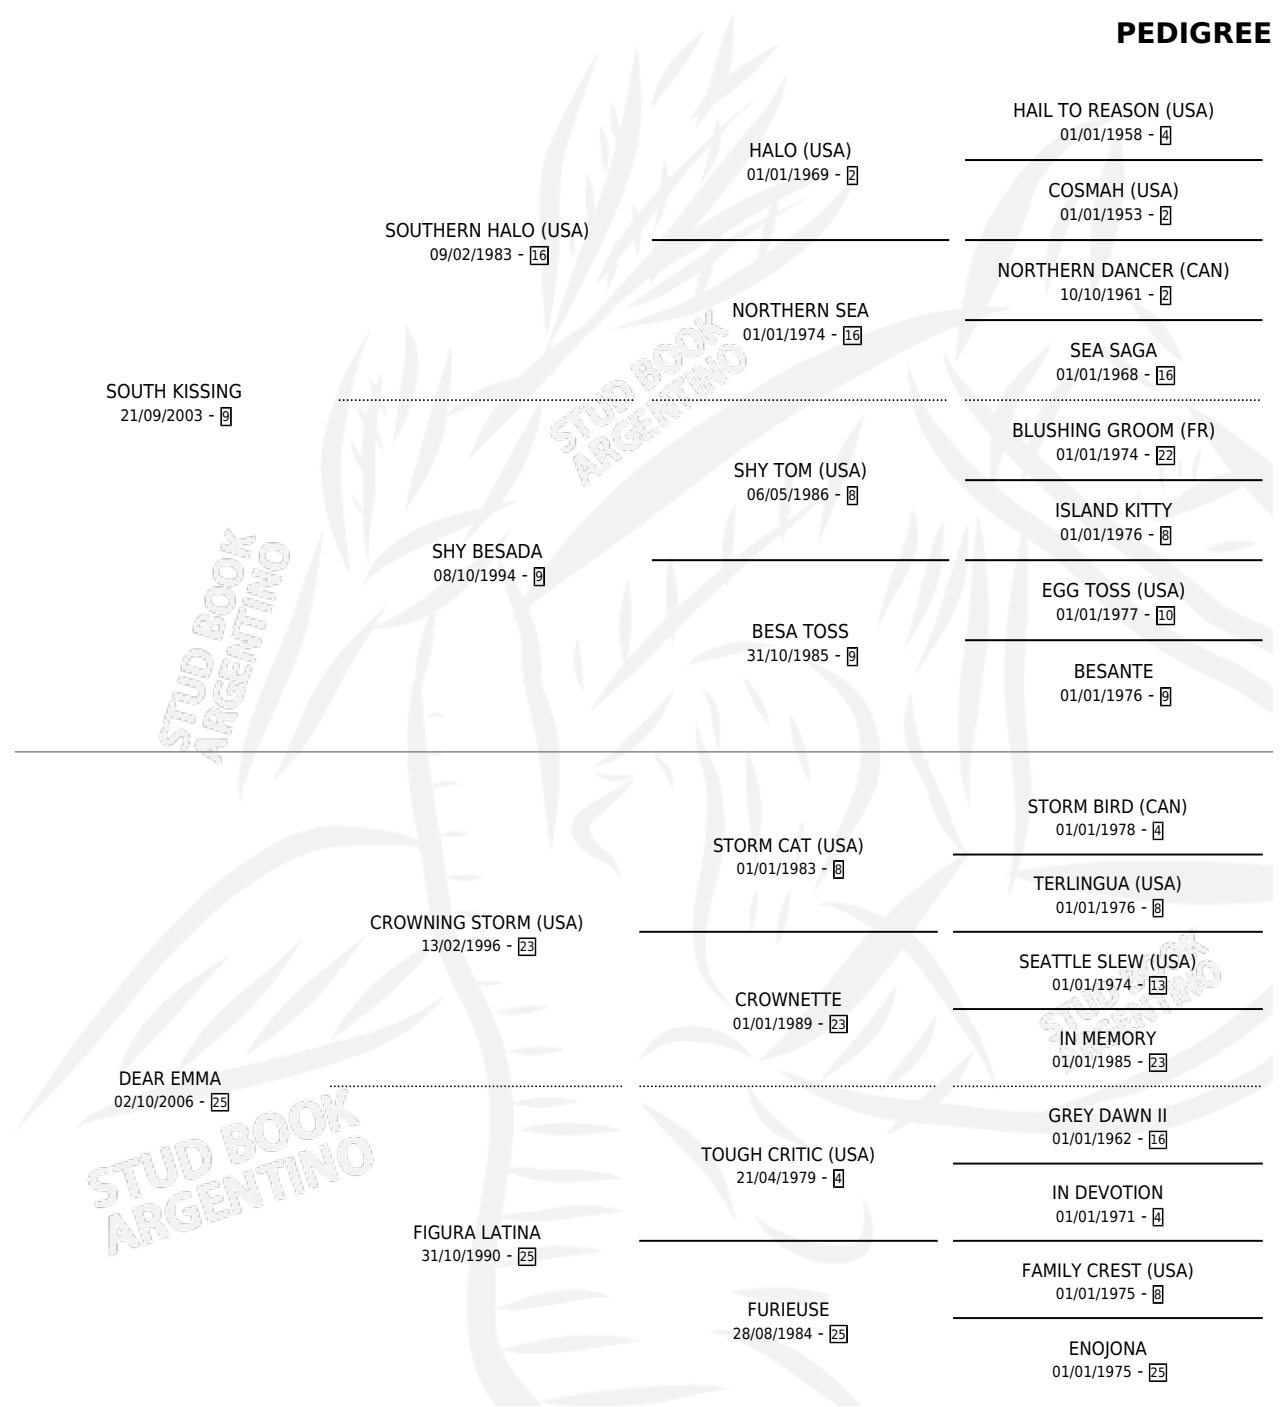 PEDIGREE
HAIL TO REASON (USA)
01/01/1958 - 4
HALO (USA)
01/01/1969 - 2
COSMAH (USA)
01/01/1953 - 2
SOUTHERN HALO (USA)
09/02/1983 - 16
NORTHERN DANCER (CAN)
10/10/1961 - 2
NORTHERN SEA
01/01/1974 - 16
SEA SAGA
01/01/1968 - 16
SOUTH KISSING
21/09/2003 - 9
STUD BOOK
ARGENTINO
BLUSHING GROOM (FR)
01/01/1974 - 22
SHY TOM (USA)
06/05/1986 - 8
ISLAND KITTY
01/01/1976 - 8
SHY BESADA
08/10/1994 - 9
EGG TOSS (USA)
01/01/1977 - 10
BESA TOSS
31/10/1985 - 9
BESANTE
01/01/1976 - 9
STUD BOOK
ARGENTINO
STORM BIRD (CAN)
01/01/1978 - 4
STORM CAT (USA)
01/01/1983 - 8
TERLINGUA (USA)
01/01/1976 - 8
CROWNING STORM (USA)
13/02/1996 - 23
SEATTLE SLEW (USA)
01/01/1974 - 13
CROWNETTE
01/01/1989 - 23
STUD BOOK
ARGENTINO
IN MEMORY
01/01/1985 - 23
DEAR EMMA
02/10/2006 - 25
STUD BOOK
ARGENTINO
GREY DAWN II
01/01/1962 - 16
TOUGH CRITIC (USA)
21/04/1979 - 4
IN DEVOTION
01/01/1971 - 4
FIGURA LATINA
31/10/1990 - 25
FAMILY CREST (USA)
01/01/1975 - 8
FURIEUSE
28/08/1984 - 25
ENOJONA
01/01/1975 - 25